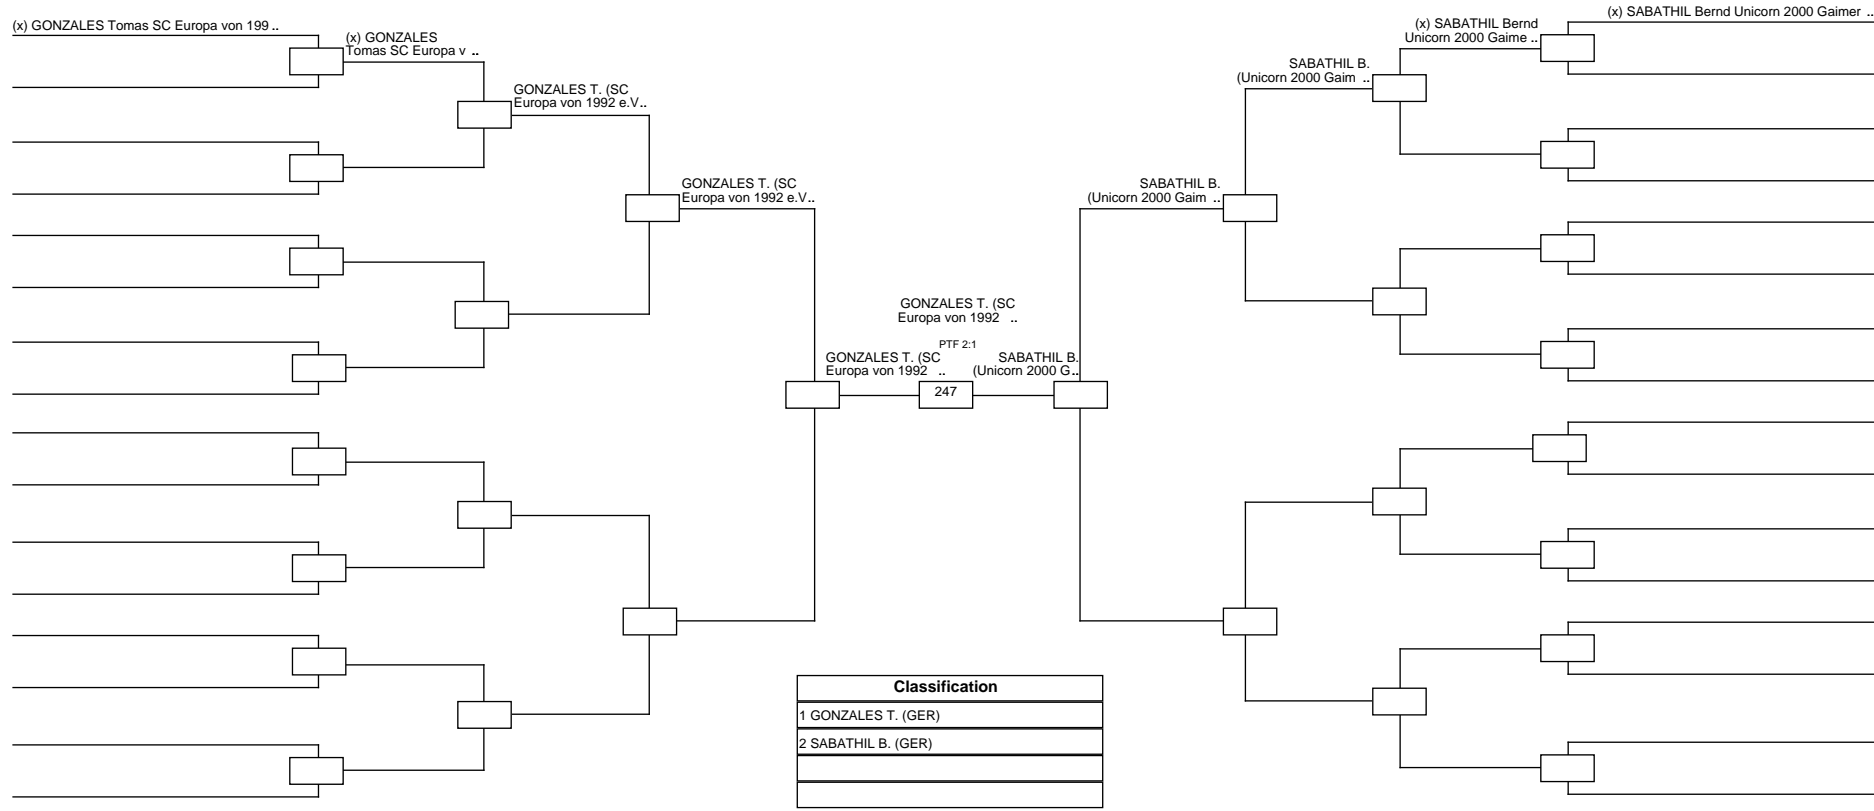 (x) GONZALES Tomas SC Europa von 199 ..
(x) GONZALES
Tomas SC Europa v ..
GONZALES T. (SC
Europa von 1992 e.V..
GONZALES T. (SC
Europa von 1992 e.V..
GONZALES T. (SC
Europa von 1992 ..
PTF 2:1
GONZALES T. (SC
Europa von 1992 ..
247
SABATHIL B.
(Unicorn 2000 G..
SABATHIL B.
(Unicorn 2000 Gaim ..
SABATHIL B.
(Unicorn 2000 Gaim ..
(x) SABATHIL Bernd
Unicorn 2000 Gaime ..
(x) SABATHIL Bernd Unicorn 2000 Gaimer ..
Classification
1 GONZALES T. (GER)
2 SABATHIL B. (GER)